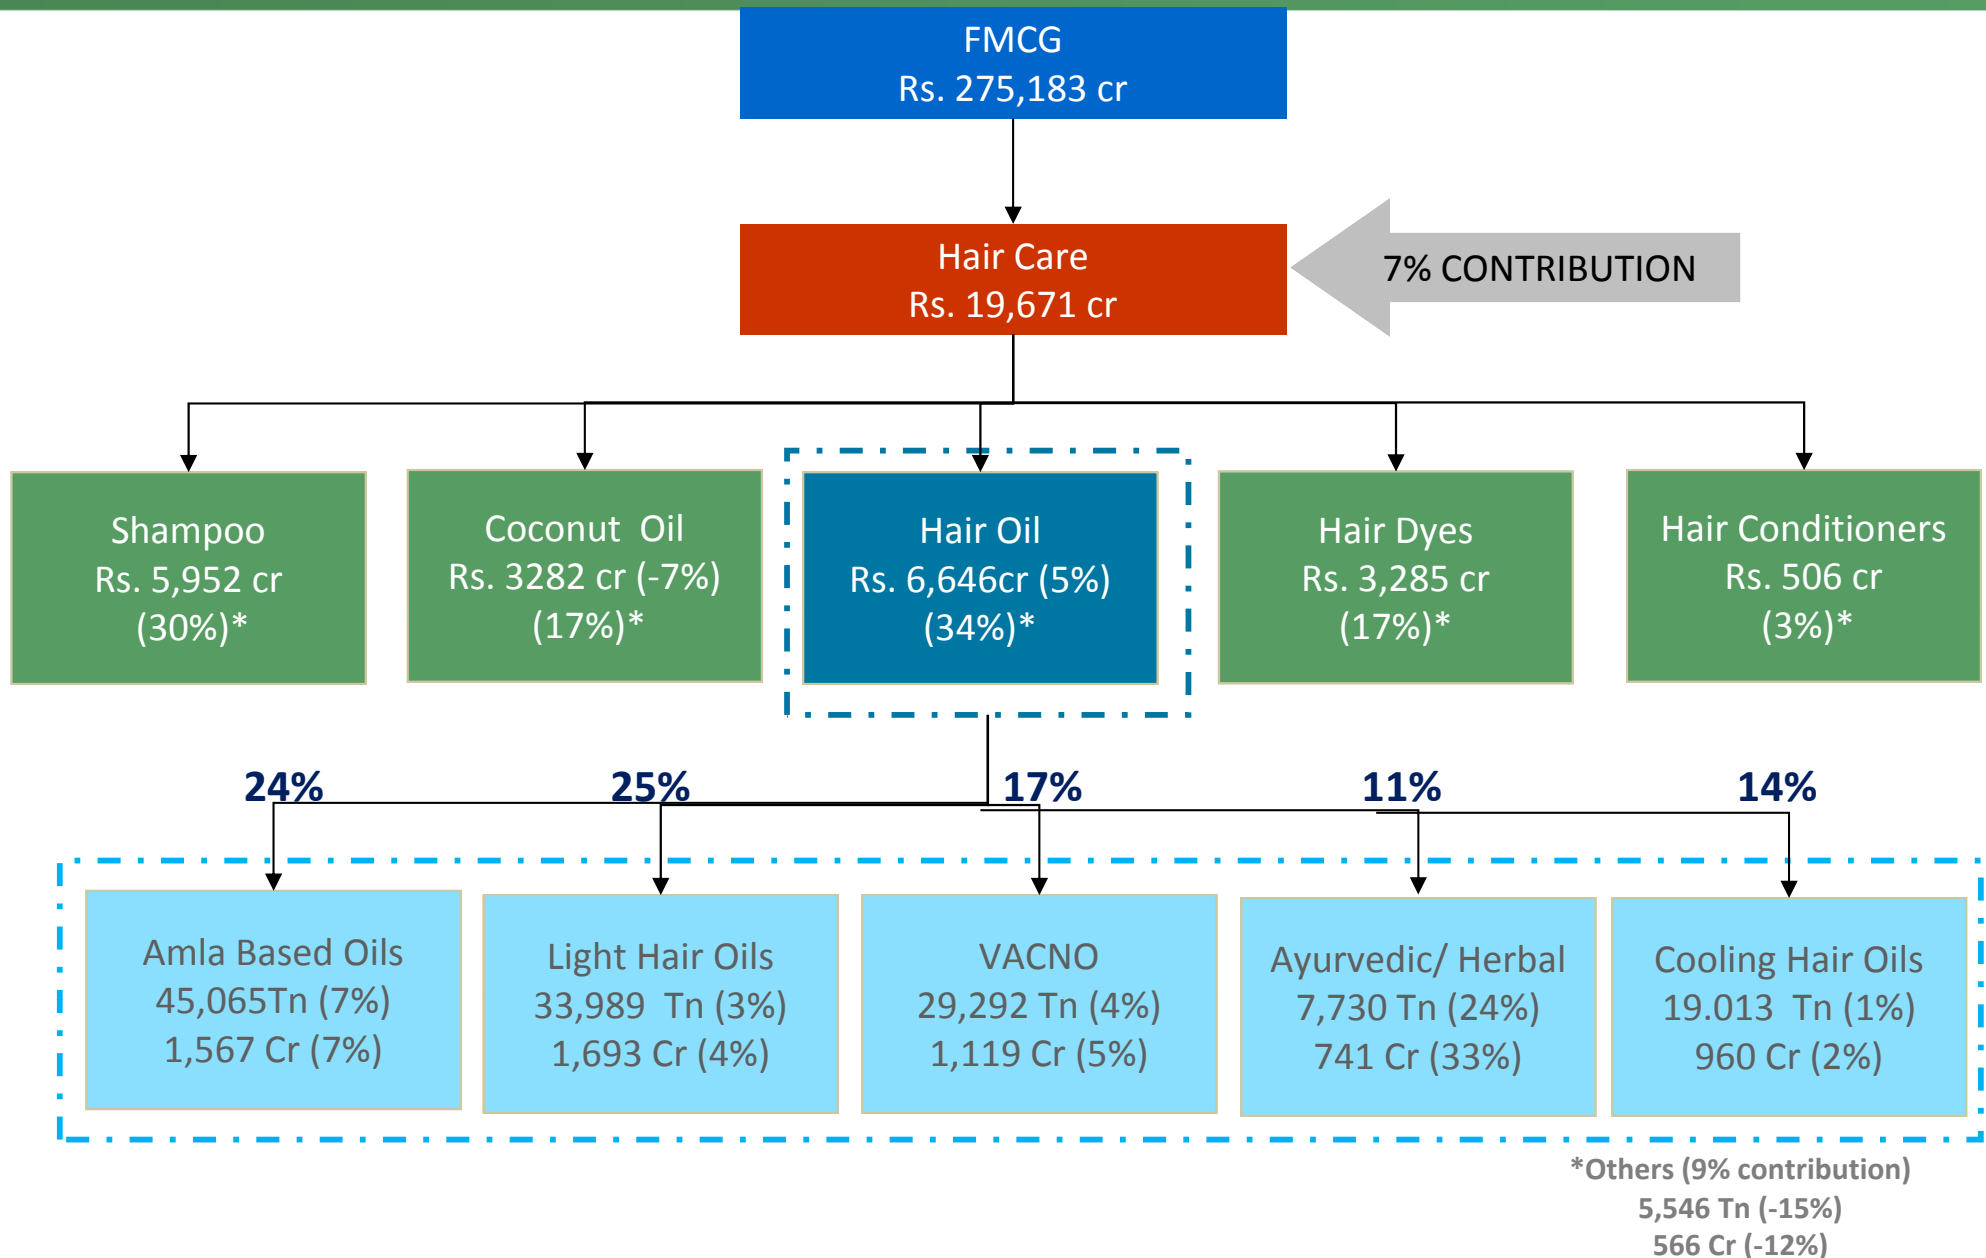 FMCG
Rs. 275,183 cr
Hair Care
Rs. 19,671 cr
7% CONTRIBUTION
Shampoo
Rs. 5,952 cr
(30%)*
Coconut  Oil
Rs. 3282 cr (-7%)
(17%)*
Hair Oil
Rs. 6,646cr (5%)
(34%)*
Hair Dyes
Rs. 3,285 cr
(17%)*
Hair Conditioners
Rs. 506 cr
(3%)*
24%
25%
17%
11%
14%
Amla Based Oils
45,065Tn (7%)
1,567 Cr (7%)
Light Hair Oils
33,989  Tn (3%)
1,693 Cr (4%)
VACNO
29,292 Tn (4%)
1,119 Cr (5%)
Ayurvedic/ Herbal
7,730 Tn (24%)
741 Cr (33%)
Cooling Hair Oils
19.013  Tn (1%)
960 Cr (2%)
*Others (9% contribution)
5,546 Tn (-15%)
566 Cr (-12%)